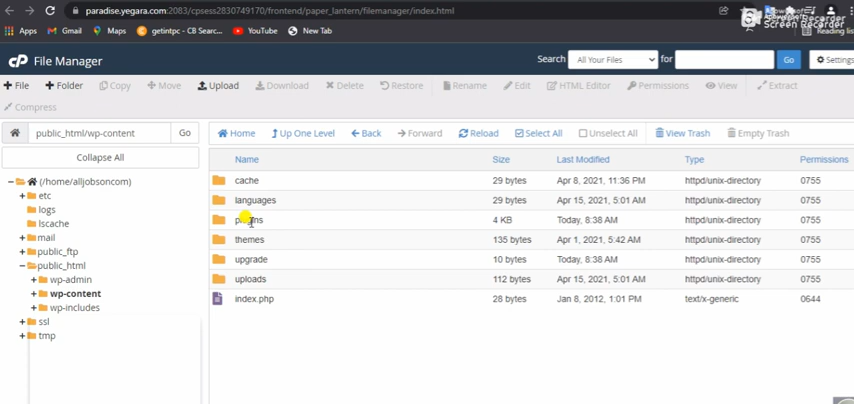 paradise.yegara.com:2083/cpsess2830749170/frontend/paper_lantern/filemanager/index.html
Apps Gmail Maps getintpc - CB Searc... YouTube New Tab Reading list
Screen Recorder
cP File Manager Search All Your Files for Go Settings
+ File + Folder Copy Move Upload Download Delete Restore Rename Edit HTML Editor Permissions View Extract
Compress
public_html/wp-content Go Home Up One Level Back Forward Reload Select All Unselect All View Trash Empty Trash
Collapse All
Name Size Last Modified Type Permissions
cache 29 bytes Apr 8, 2021, 11:36 PM httpd/unix-directory 0755
languages 29 bytes Apr 15, 2021, 5:01 AM httpd/unix-directory 0755
plugins 4 KB Today, 8:38 AM httpd/unix-directory 0755
themes 135 bytes Apr 1, 2021, 5:42 AM httpd/unix-directory 0755
upgrade 10 bytes Today, 8:38 AM httpd/unix-directory 0755
uploads 112 bytes Apr 15, 2021, 5:01 AM httpd/unix-directory 0755
index.php 28 bytes Jan 8, 2012, 1:01 PM text/x-generic 0644
(/home/alljobsoncom)
etc
logs
lscache
mail
public_ftp
public_html
wp-admin
wp-content
wp-includes
ssl
tmp